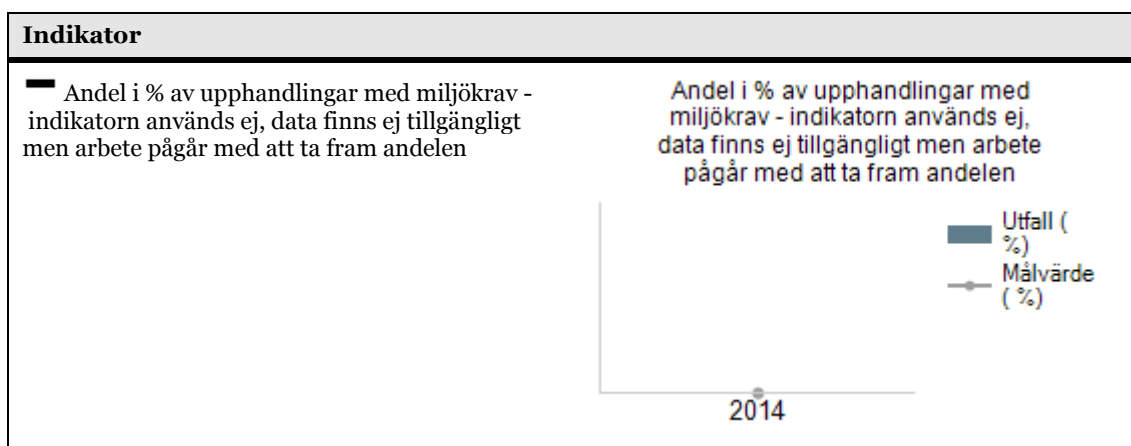 Indikator
Andel i % av upphandlingar med miljökrav -
indikatorn används ej, data finns ej tillgängligt
men arbete pågår med att ta fram andelen
Andel i % av upphandlingar med
miljökrav - indikatorn används ej,
data finns ej tillgängligt men arbete
pågår med att ta fram andelen
Utfall (
%)
Målvärde
( %)
2014